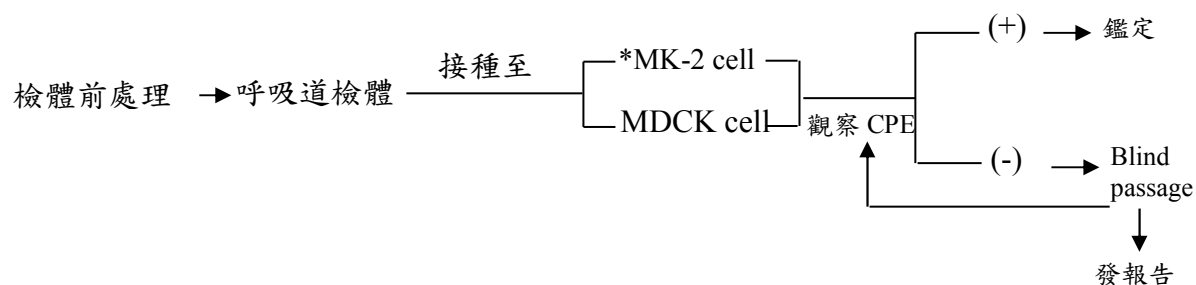 檢體前處理
呼吸道檢體
接種至
*MK-2 cell
MDCK cell
觀察 CPE
(+)
鑑定
(-)
Blind
passage
發報告